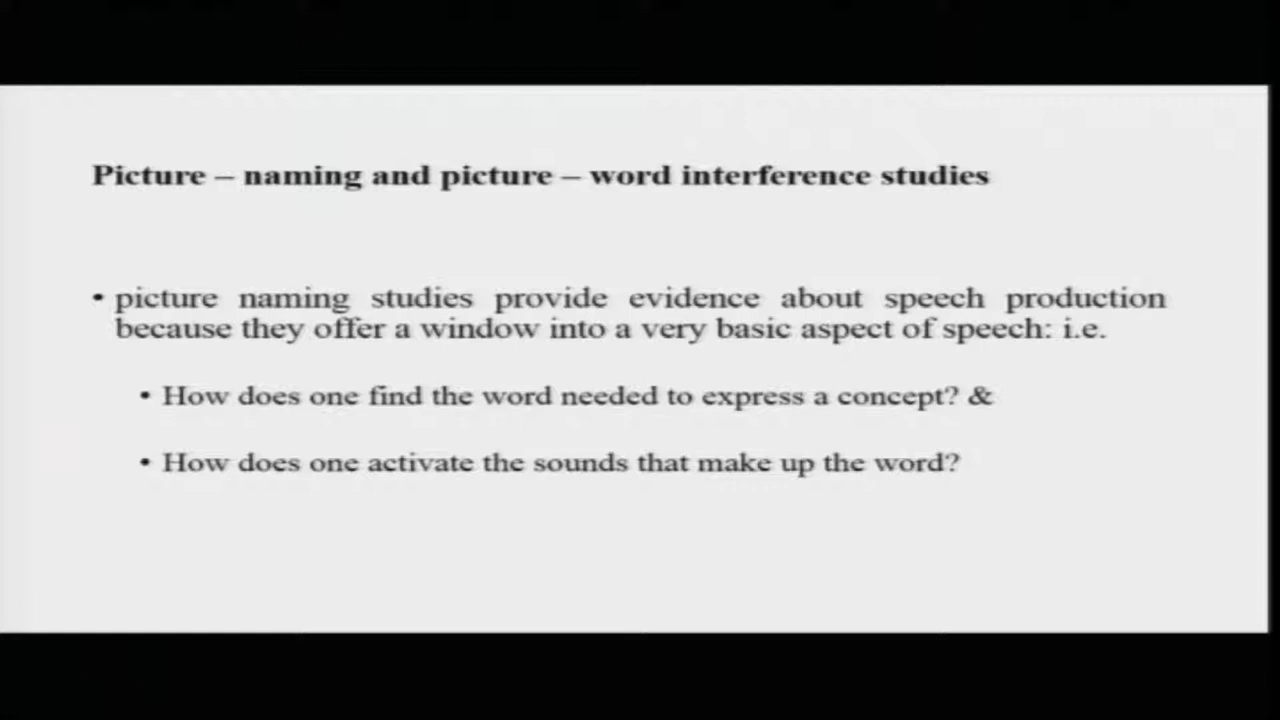 Picture – naming and picture – word interference studies
• picture naming studies provide evidence about speech production
because they offer a window into a very basic aspect of speech: i.e.
• How does one find the word needed to express a concept? &
• How does one activate the sounds that make up the word?